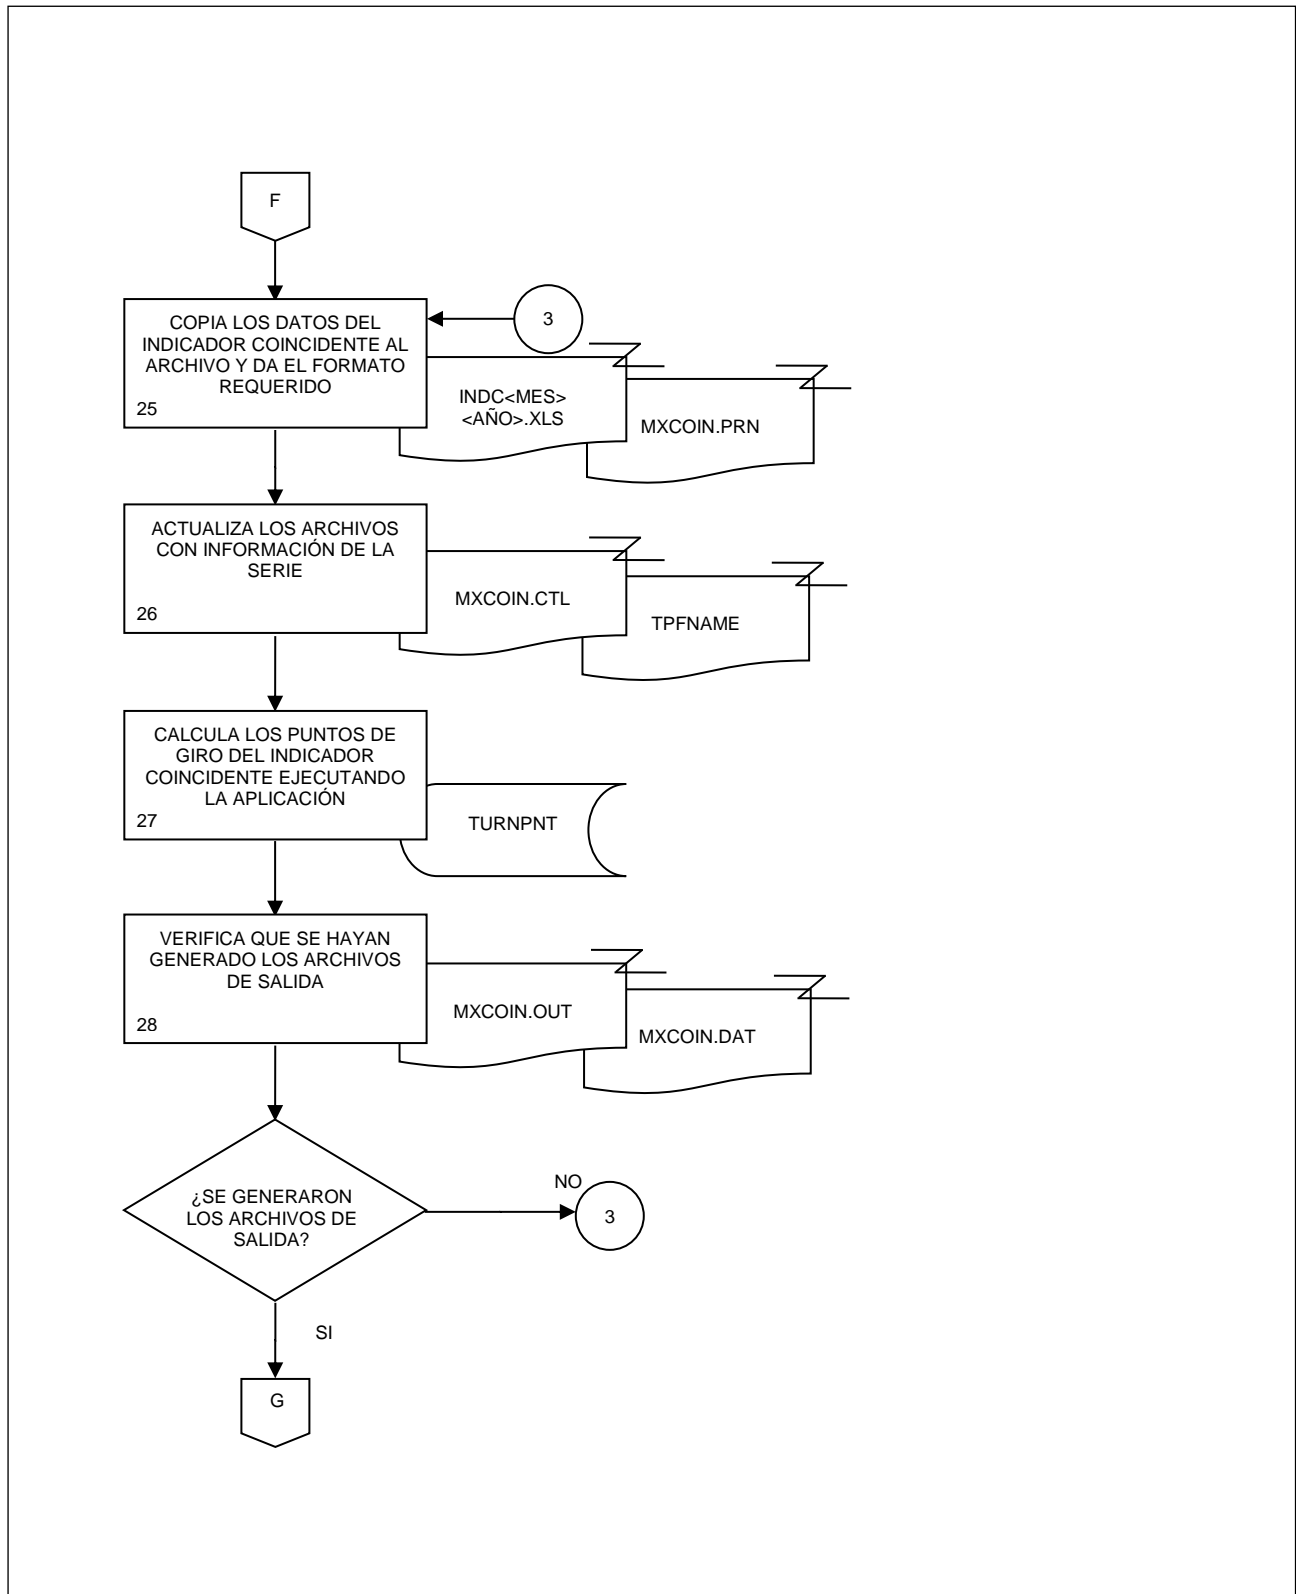 F
COPIA LOS DATOS DEL
INDICADOR COINCIDENTE AL
ARCHIVO Y DA EL FORMATO
REQUERIDO
25
3
INDC<MES>
<AÑO>.XLS
MXCOIN.PRN
ACTUALIZA LOS ARCHIVOS
CON INFORMACIÓN DE LA
SERIE
26
MXCOIN.CTL
TPFNAME
CALCULA LOS PUNTOS DE
GIRO DEL INDICADOR
COINCIDENTE EJECUTANDO
LA APLICACIÓN
27
TURNPNT
VERIFICA QUE SE HAYAN
GENERADO LOS ARCHIVOS
DE SALIDA
28
MXCOIN.OUT
MXCOIN.DAT
¿SE GENERARON
LOS ARCHIVOS DE
SALIDA?
NO
3
SI
G